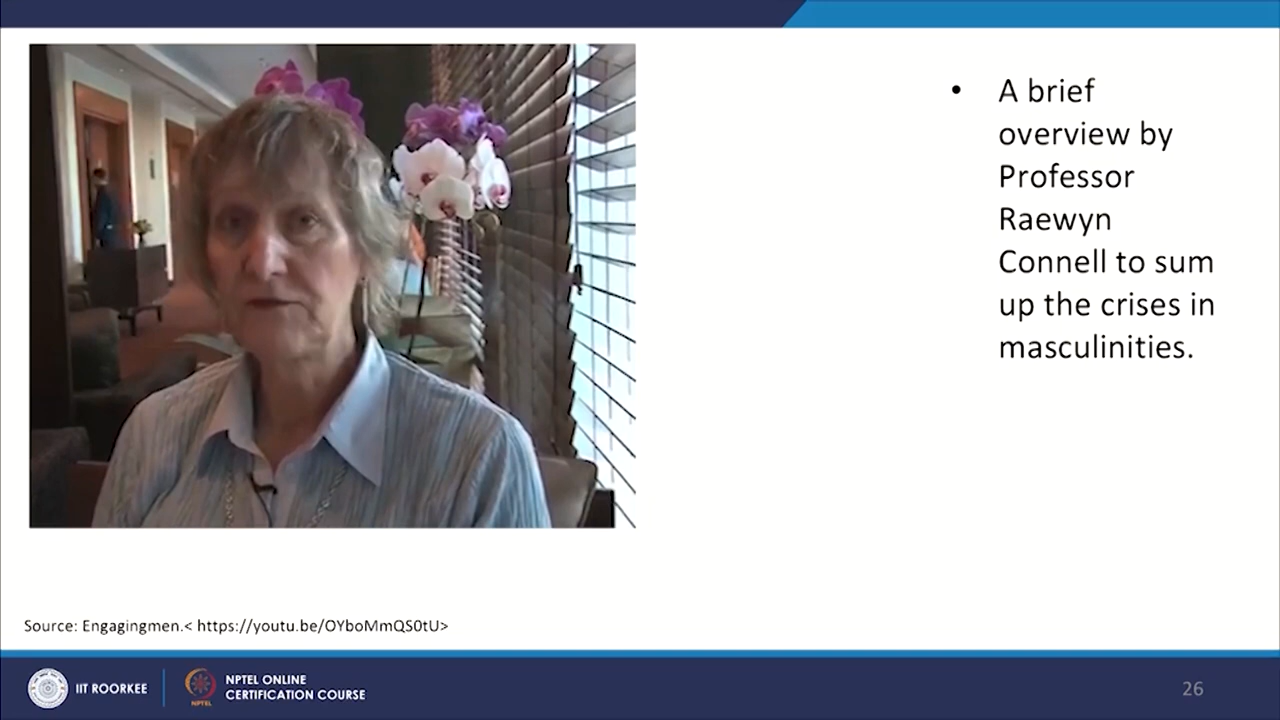 • A brief
overview by
Professor
Raewyn
Connell to sum
up the crises in
masculinities.
Source: Engagingmen.< https://youtu.be/OYboMmQS0tU>
IIT ROORKEE
NPTEL
NPTEL ONLINE
CERTIFICATION COURSE
26